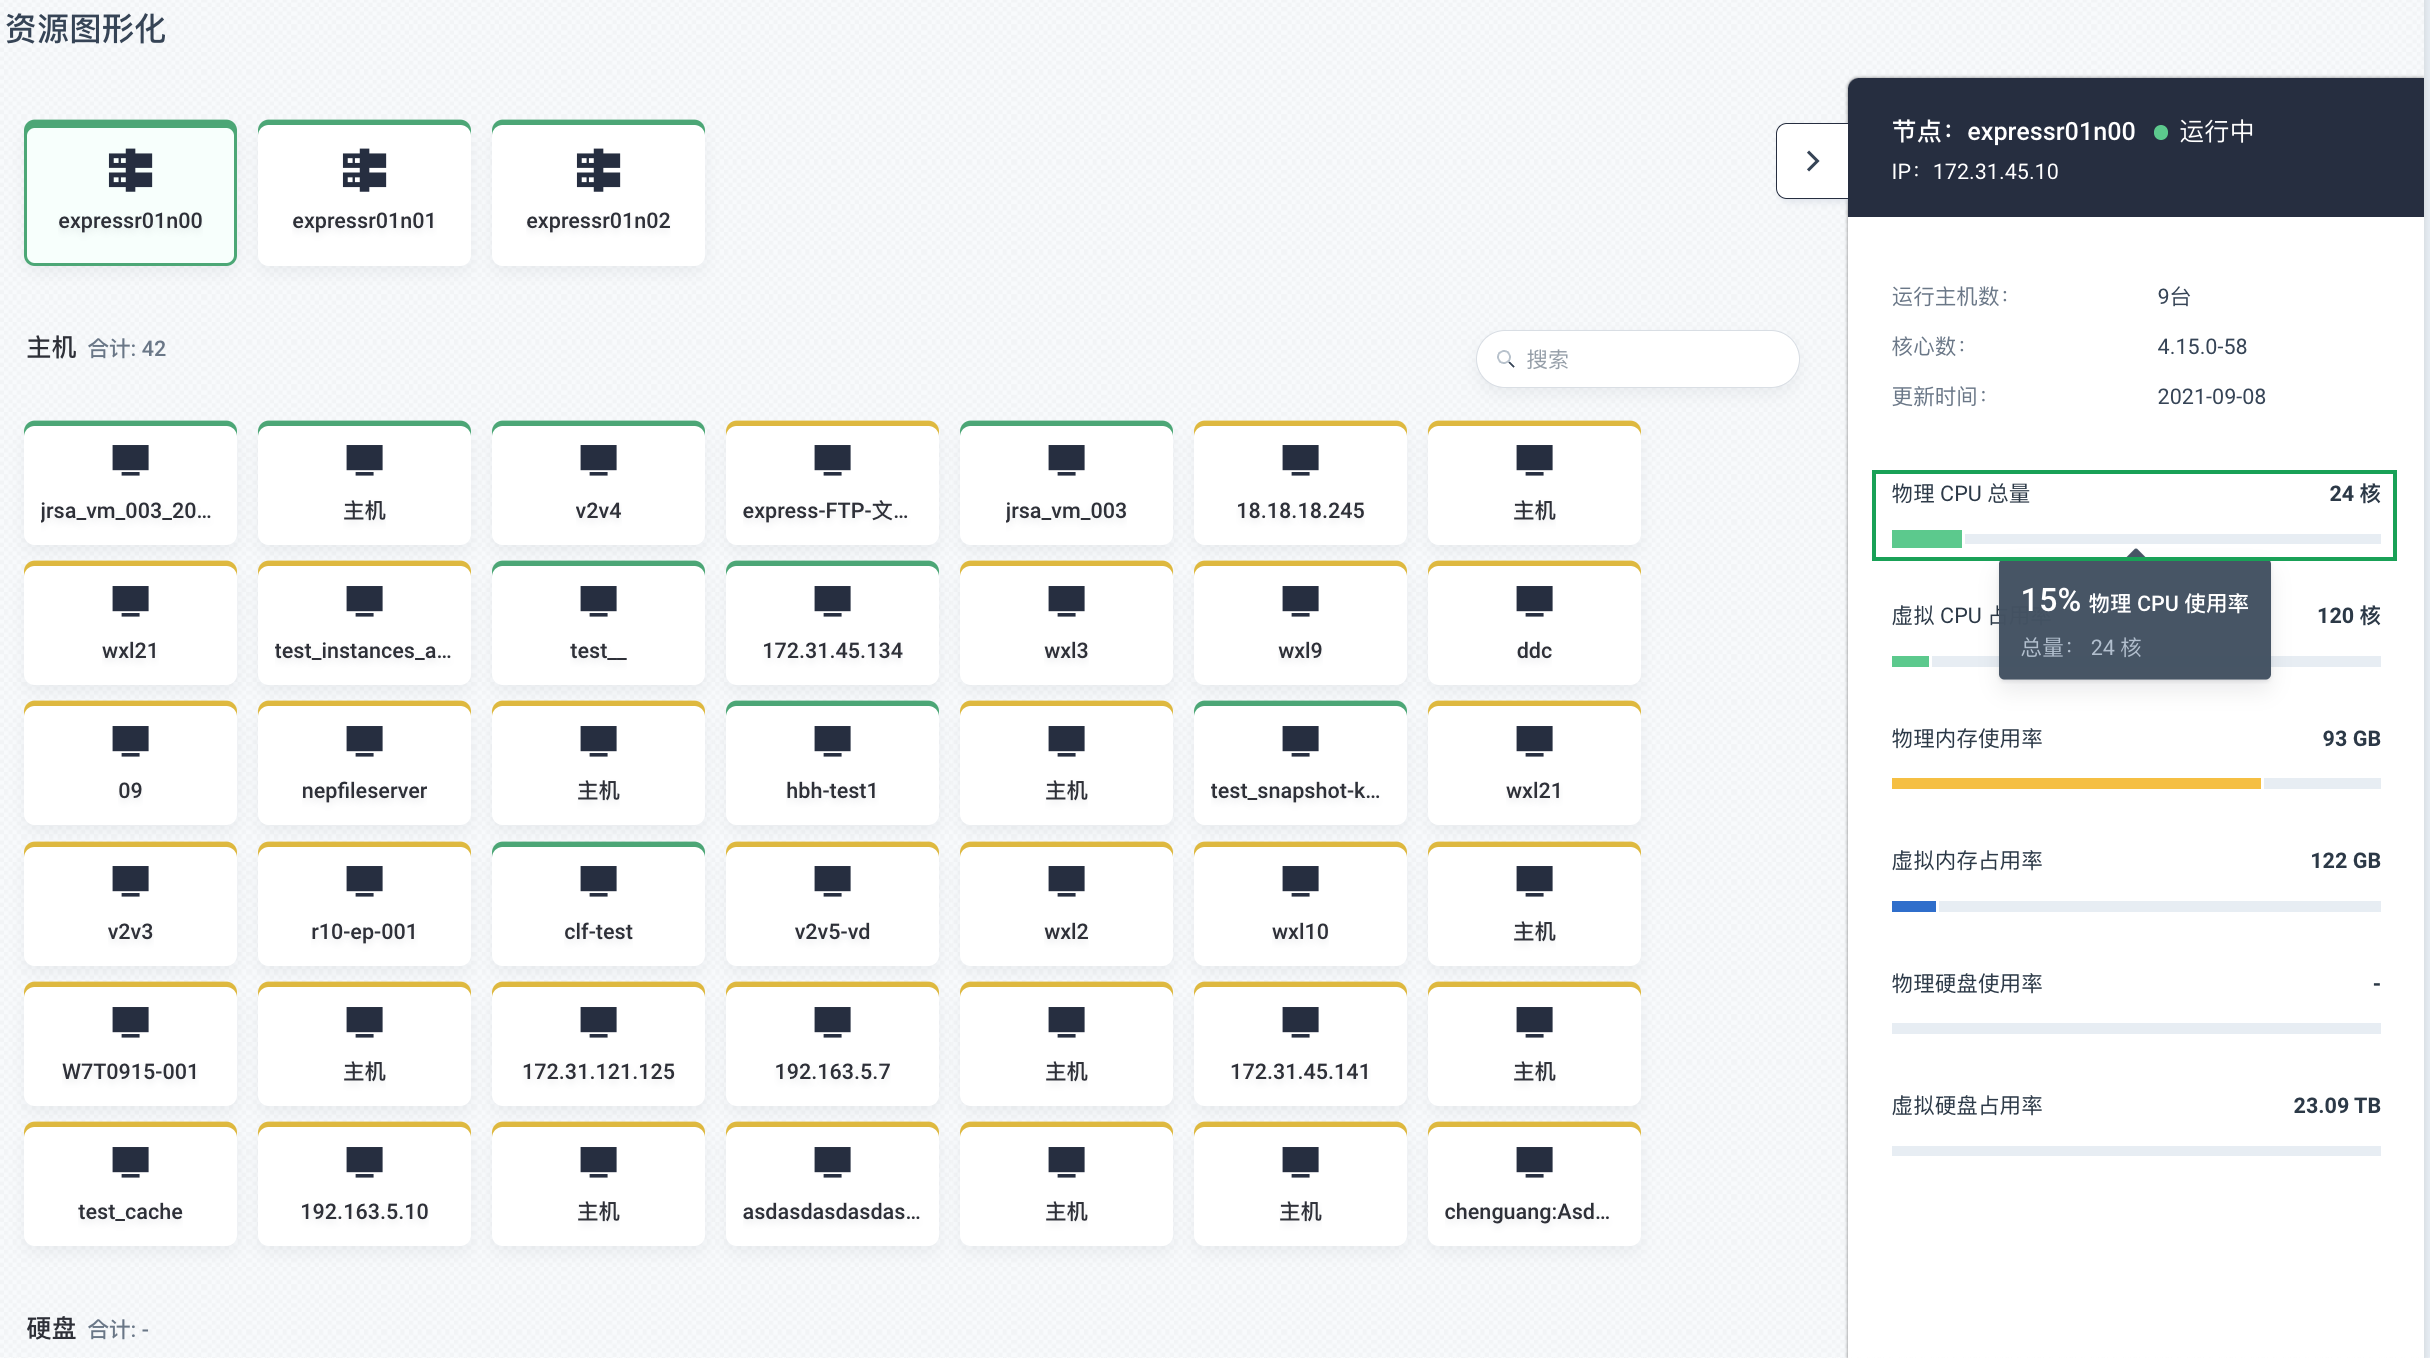 资源图形化
expressr01n00
expressr01n01
expressr01n02
主机 合计: 42
搜索
jrsa_vm_003_20...
主机
v2v4
express-FTP-文...
jrsa_vm_003
18.18.18.245
主机
wxl21
test_instances_a...
test__
172.31.45.134
wxl3
wxl9
ddc
09
nepfileserver
主机
hbh-test1
主机
test_snapshot-k...
wxl21
v2v3
r10-ep-001
clf-test
v2v5-vd
wxl2
wxl10
主机
W7T0915-001
主机
172.31.121.125
192.163.5.7
主机
172.31.45.141
主机
test_cache
192.163.5.10
主机
asdasdasdasdas...
主机
主机
chenguang:Asd...
硬盘 合计: -
节点：expressr01n00 运行中
IP：172.31.45.10
运行主机数： 9台
核心数： 4.15.0-58
更新时间： 2021-09-08
物理 CPU 总量 24 核
15% 物理 CPU 使用率
总量： 24 核
虚拟 CPU 占用率 120 核
物理内存使用率 93 GB
虚拟内存占用率 122 GB
物理硬盘使用率 -
虚拟硬盘占用率 23.09 TB